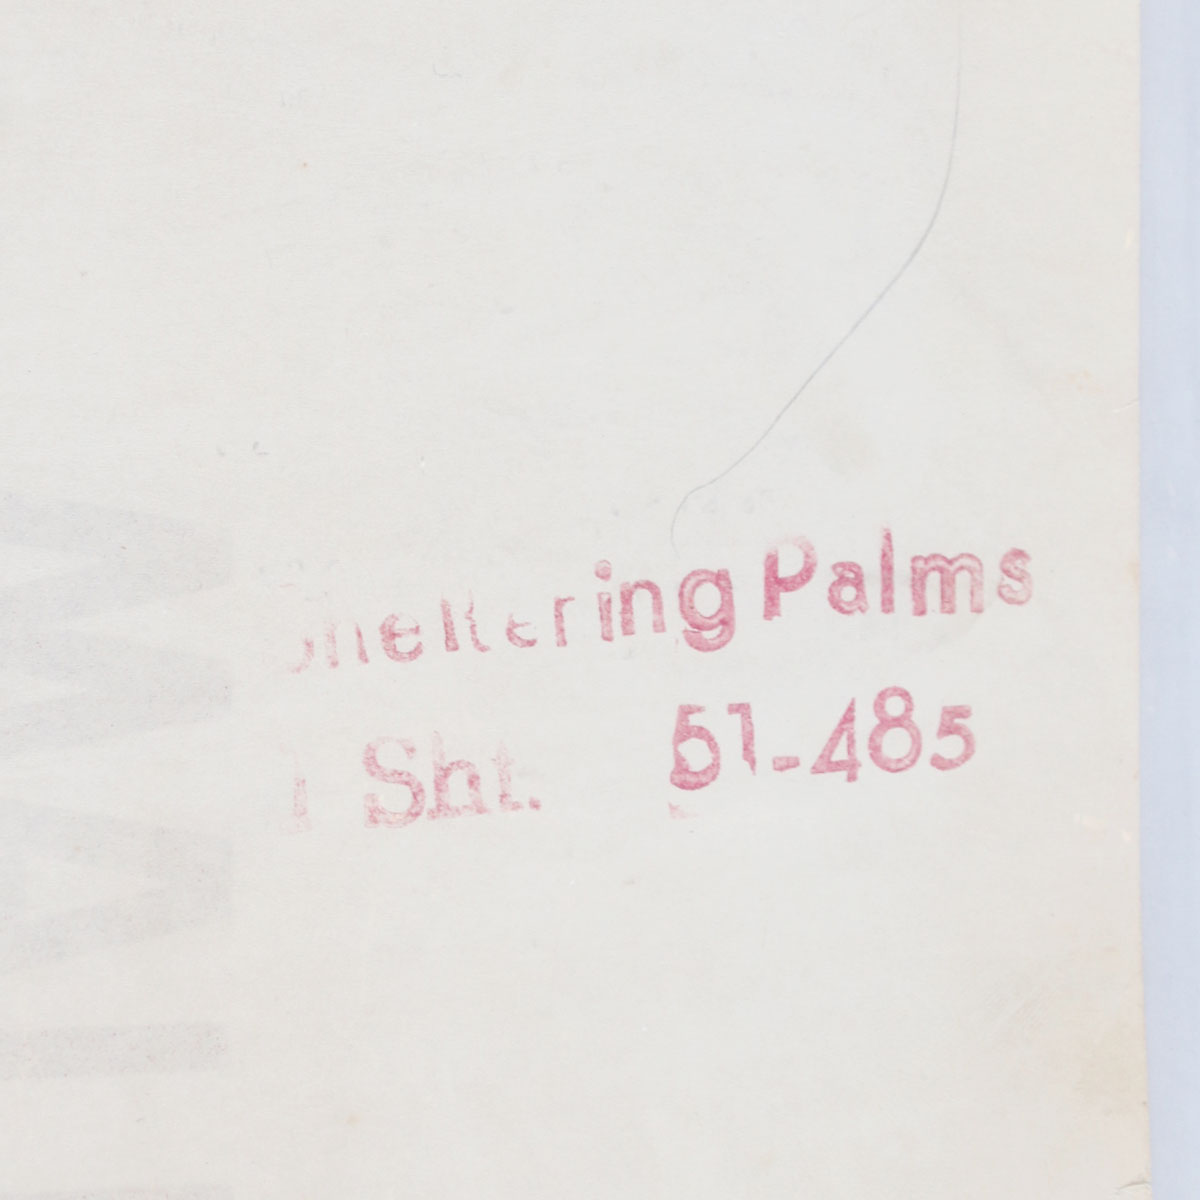 Sheltering Palms
1 Sht. 51-485